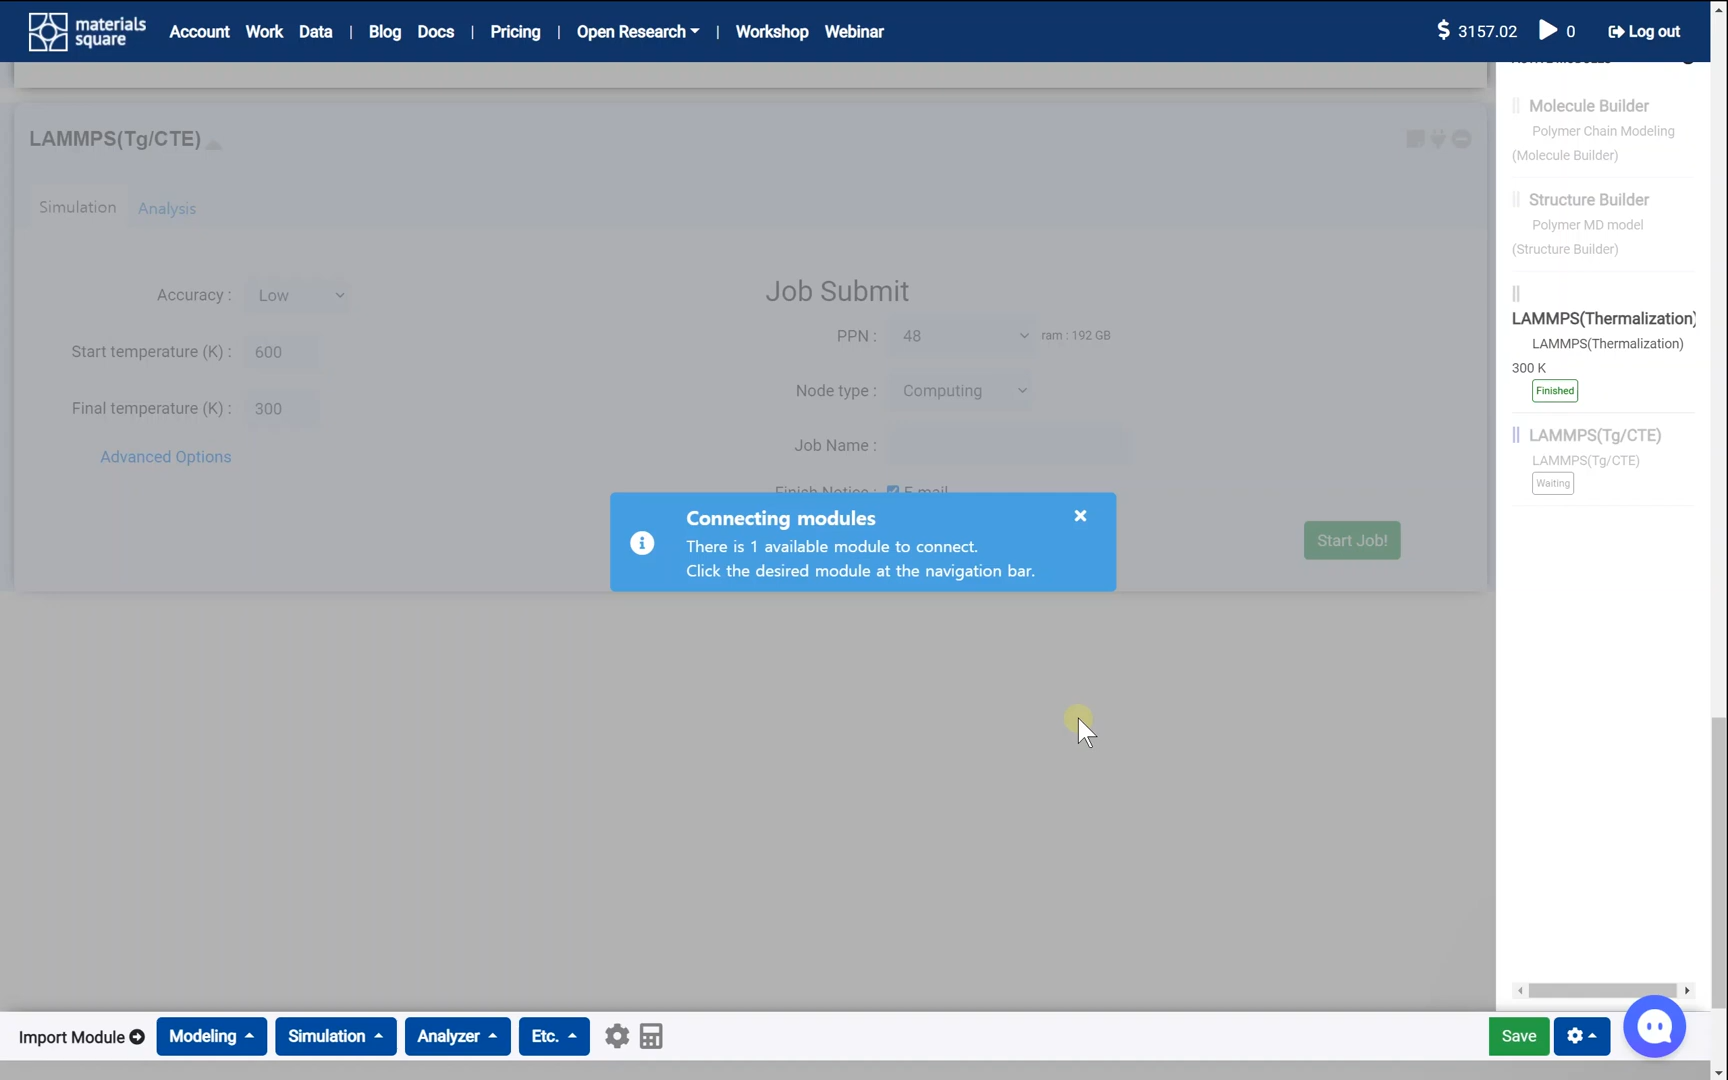 materials square Account Work Data | Blog Docs | Pricing | Open Research | Workshop Webinar $ 3157.02 0 Log out
LAMMPS(Tg/CTE)
Simulation Analysis
Accuracy : Low
Start temperature (K) : 600
Final temperature (K) : 300
Advanced Options
Job Submit
PPN : 48 ram : 192 GB
Node type : Computing
Job Name :
Finish Notice : E-mail
Start Job!
Connecting modules
There is 1 available module to connect.
Click the desired module at the navigation bar.
Molecule Builder
Polymer Chain Modeling
(Molecule Builder)
Structure Builder
Polymer MD model
(Structure Builder)
LAMMPS(Thermalization)
LAMMPS(Thermalization)
300 K
Finished
LAMMPS(Tg/CTE)
LAMMPS(Tg/CTE)
Waiting
Import Module Modeling Simulation Analyzer Etc. Save